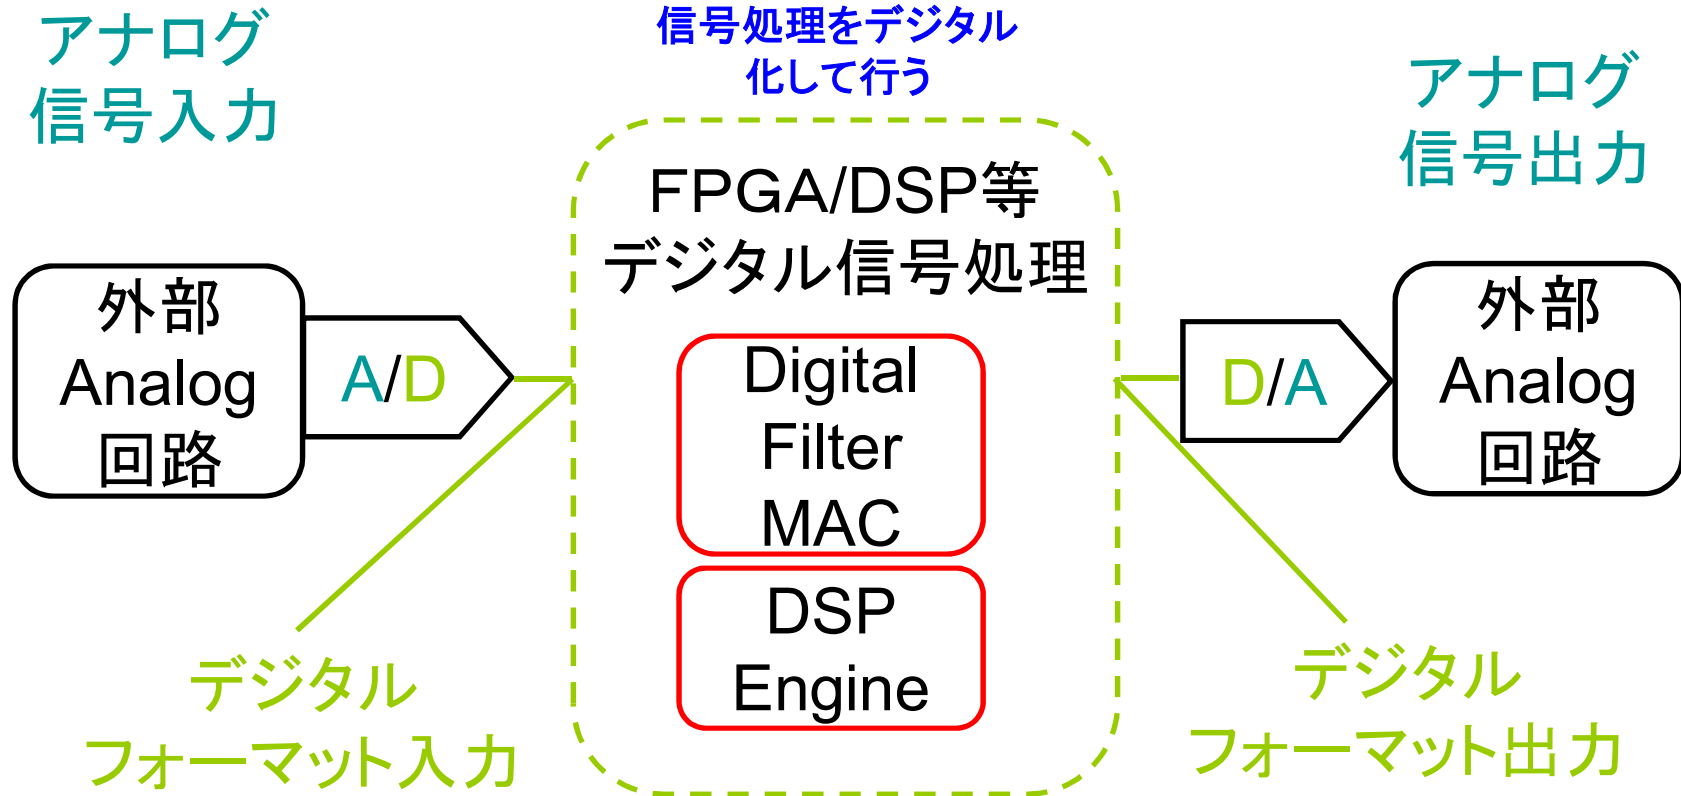 アナログ
信号入力
信号処理をデジタル
化して行う
アナログ
信号出力
FPGA/DSP等
デジタル信号処理
外部
Analog
回路
A/D
Digital
Filter
MAC
DSP
Engine
D/A
外部
Analog
回路
デジタル
フォーマット入力
デジタル
フォーマット出力